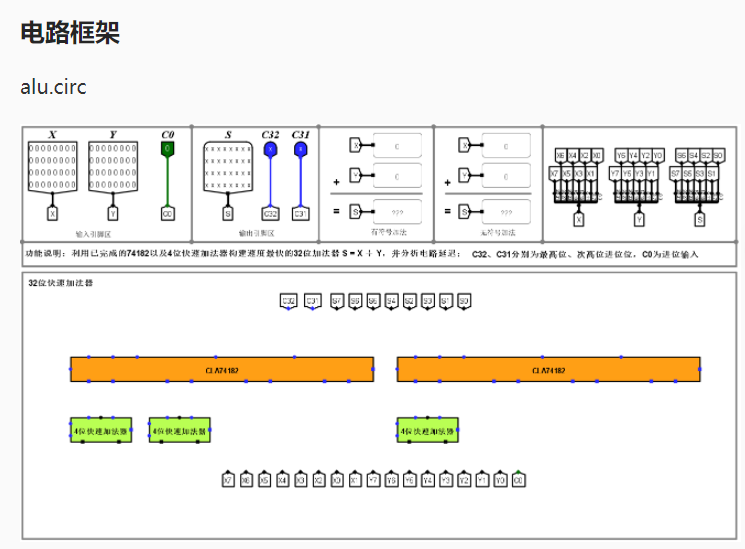 电路框架
alu.circ
X Y C0 S C32 C31
X 0 X 0 X6 X4 X2 X0 Y6 Y4 Y2 Y0 S6 S4 S2 S0
X7 X5 X3 X1 Y7 Y5 Y3 Y1 S7 S5 S3 S1
+ Y 0 + Y 0
= S ??? = S ???
X Y C0 S C32 C31 X Y S
输入引脚区 输出引脚区 有符号加法 无符号加法
功能说明：利用已完成的74182以及4位快速加法器构建速度最快的32位加法器 S = X + Y，并分析电路延迟； C32、C31分别为最高位、次高位进位位，C0为进位输入
32位快速加法器
C32 C31 S7 S6 S5 S4 S2 S3 S1 S0
CLA74182 CLA74182
4位快速加法器 4位快速加法器 4位快速加法器
X7 X6 X5 X4 X3 X2 X0 X1 Y7 Y5 Y6 Y4 Y3 Y2 Y1 Y0 C0